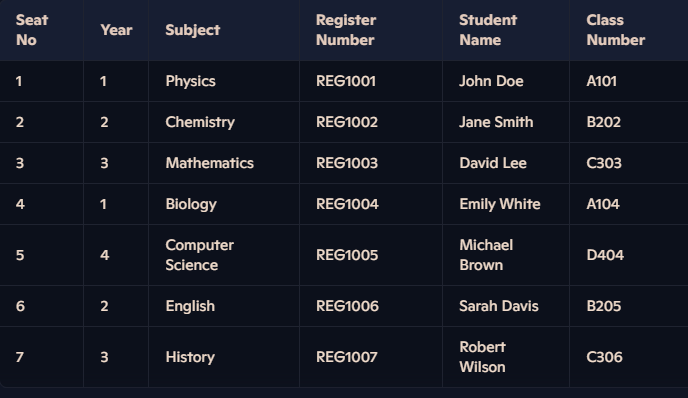 Seat No Year Subject Register Number Student Name Class Number
1 1 Physics REG1001 John Doe A101
2 2 Chemistry REG1002 Jane Smith B202
3 3 Mathematics REG1003 David Lee C303
4 1 Biology REG1004 Emily White A104
5 4 Computer Science REG1005 Michael Brown D404
6 2 English REG1006 Sarah Davis B205
7 3 History REG1007 Robert Wilson C306